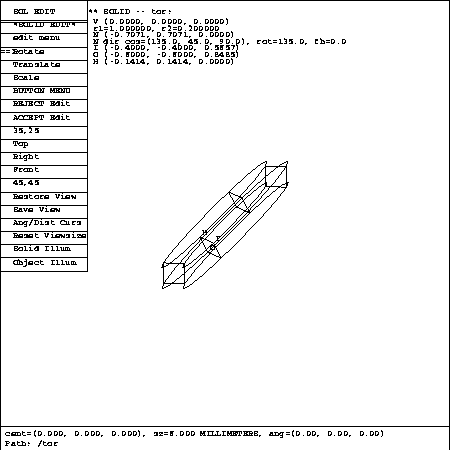 SOL EDIT
*SOLID EDIT*
edit menu
==Rotate
Translate
Scale
BUTTON MENU
REJECT Edit
ACCEPT Edit
35,25
Top
Right
Front
45,45
Restore View
Save View
Ang/Dist Curs
Reset Viewsize
Solid Illum
Object Illum
** SOLID -- tor:
V (0.0000, 0.0000, 0.0000)
r1=1.000000, r2=0.200000
N (-0.7071, 0.7071, 0.0000)
N dir cos=(135.0, 45.0, 90.0), rot=135.0, fb=0.0
I (-0.4000, -0.4000, 0.5657)
O (-0.6000, -0.6000, 0.8485)
H (-0.1414, 0.1414, 0.0000)
H
I
O
cent=(0.000, 0.000, 0.000), sz=8.000 MILLIMETERS, ang=(0.00, 0.00, 0.00)
Path: /tor